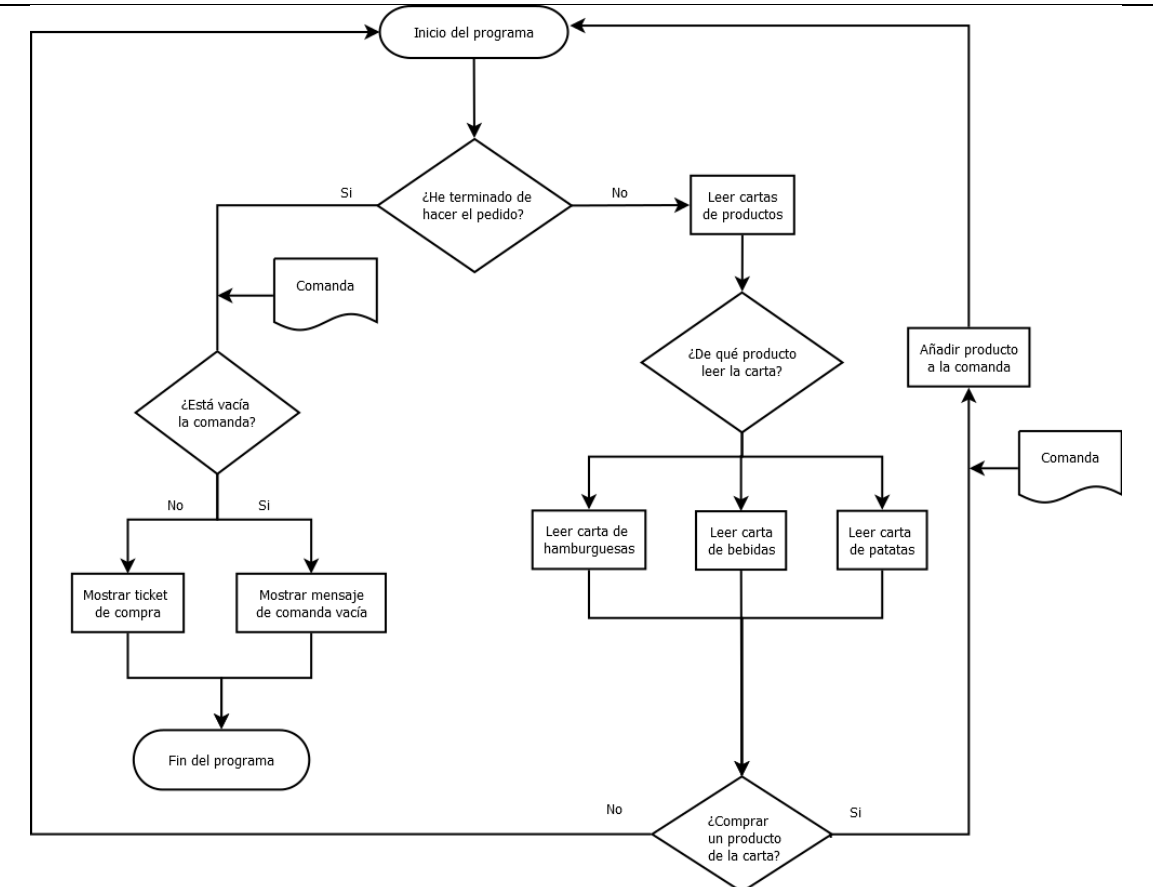 Inicio del programa
Si
¿He terminado de
hacer el pedido?
No
Leer cartas
de productos
Comanda
¿De qué producto
leer la carta?
Añadir producto
a la comanda
¿Está vacía
la comanda?
Comanda
No
Si
Leer carta de
hamburguesas
Leer carta
de bebidas
Leer carta
de patatas
Mostrar ticket
de compra
Mostrar mensaje
de comanda vacía
Fin del programa
No
¿Comprar
un producto
de la carta?
Si